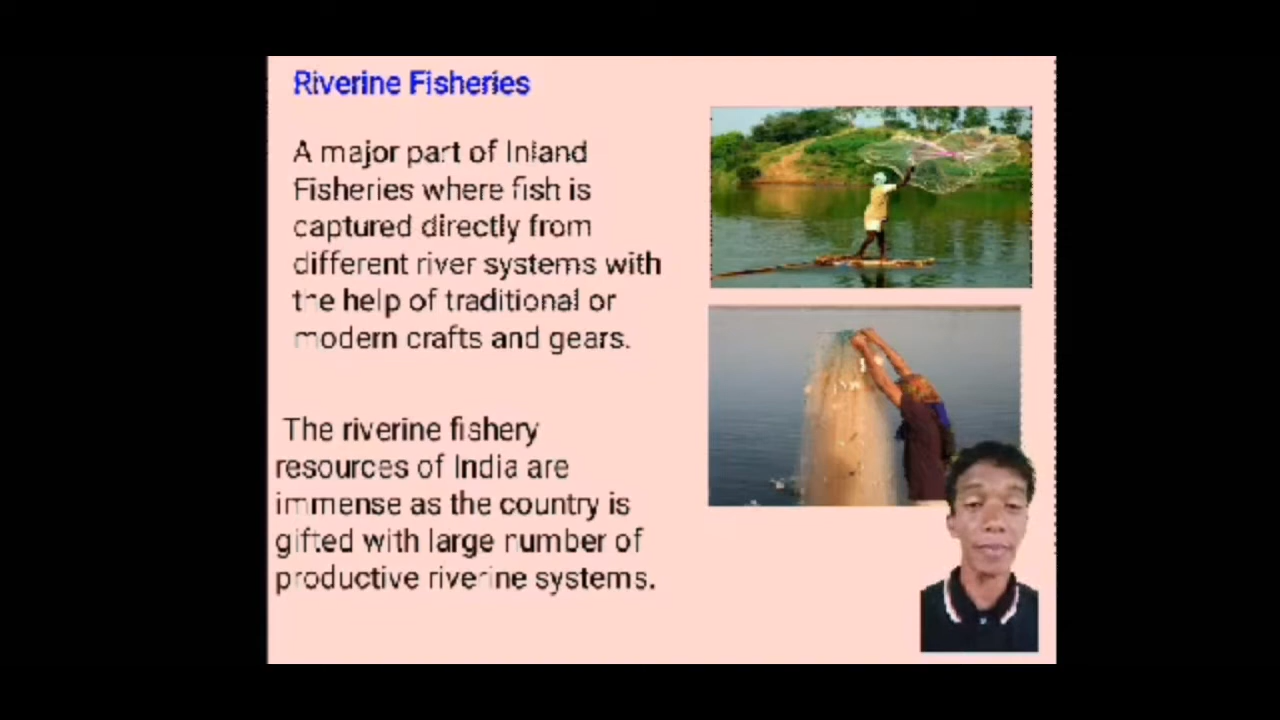 Riverine Fisheries
A major part of Inland
Fisheries where fish is
captured directly from
different river systems with
the help of traditional or
modern crafts and gears.
The riverine fishery
resources of India are
immense as the country is
gifted with large number of
productive riverine systems.